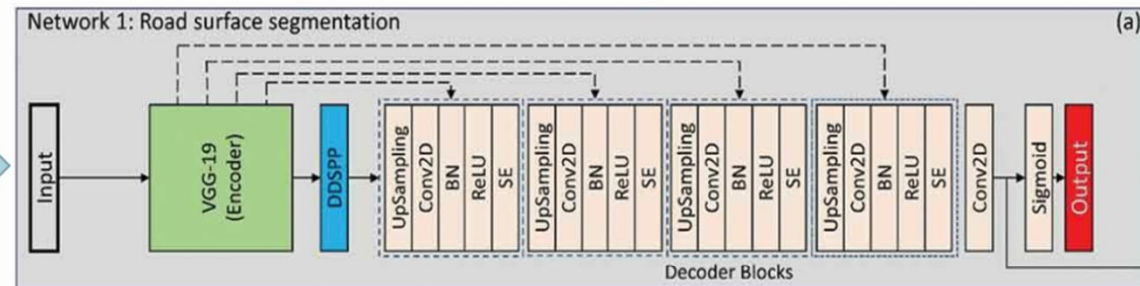 Network 1: Road surface segmentation
(a)
Input
VGG-19
(Encoder)
DDSPP
UpSampling
Conv2D
BN
ReLU
SE
UpSampling
Conv2D
BN
ReLU
SE
UpSampling
Conv2D
BN
ReLU
SE
UpSampling
Conv2D
BN
ReLU
SE
Conv2D
Sigmoid
Output
Decoder Blocks